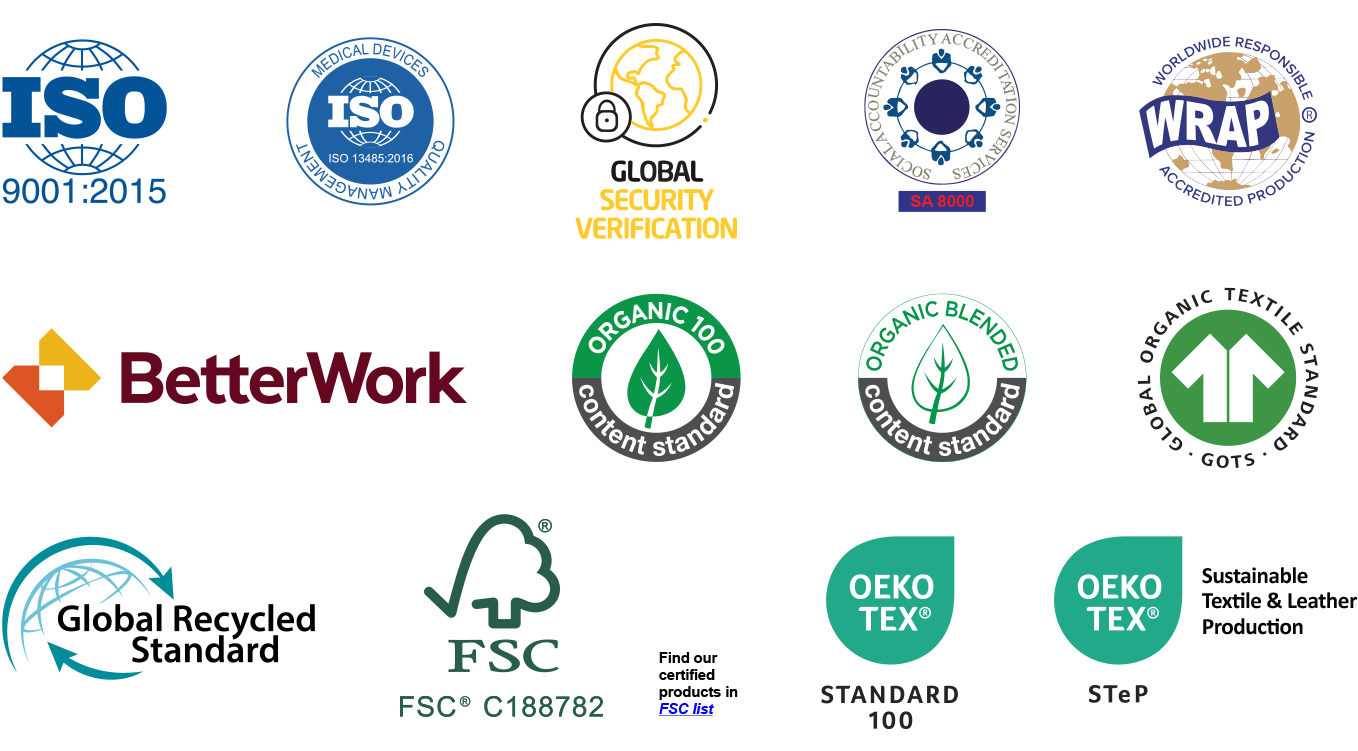 ISO
9001:2015
MEDICAL DEVICES
ISO
ISO 13485:2016
QUALITY MANAGEMENT
GLOBAL
SECURITY
VERIFICATION
SOCIAL ACCOUNTABILITY ACCREDITATION SERVICES
SA 8000
WORLDWIDE RESPONSIBLE
WRAP®
ACCREDITED PRODUCTION
BetterWork
ORGANIC 100
content standard
ORGANIC BLENDED
content standard
GLOBAL ORGANIC TEXTILE STANDARD
· GOTS ·
Global Recycled
Standard
®
FSC
FSC® C188782
Find our
certified
products in
FSC list
OEKO
TEX®
STANDARD
100
OEKO
TEX®
STeP
Sustainable
Textile & Leather
Production